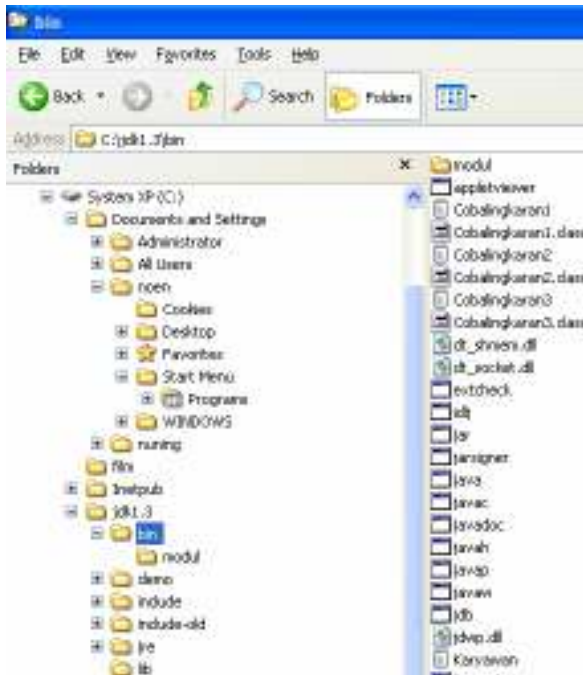 bin
File Edit View Favorites Tools Help
Back Search Folders
Address C:\jdk1.3\bin
Folders
System XP (C:)
Documents and Settings
Administrator
All Users
noen
Cookies
Desktop
Favorites
Start Menu
Programs
WINDOWS
nuning
film
Inetpub
jdk1.3
bin
modul
demo
include
include-old
jre
lib
modul
appletviewer
Cobalingkaran1
Cobalingkaran1.class
Cobalingkaran2
Cobalingkaran2.class
Cobalingkaran3
Cobalingkaran3.class
dt_shmem.dll
dt_socket.dll
extcheck
idlj
jar
jarsigner
java
javac
javadoc
javah
javap
javaw
jdb
jdwp.dll
Karyawan